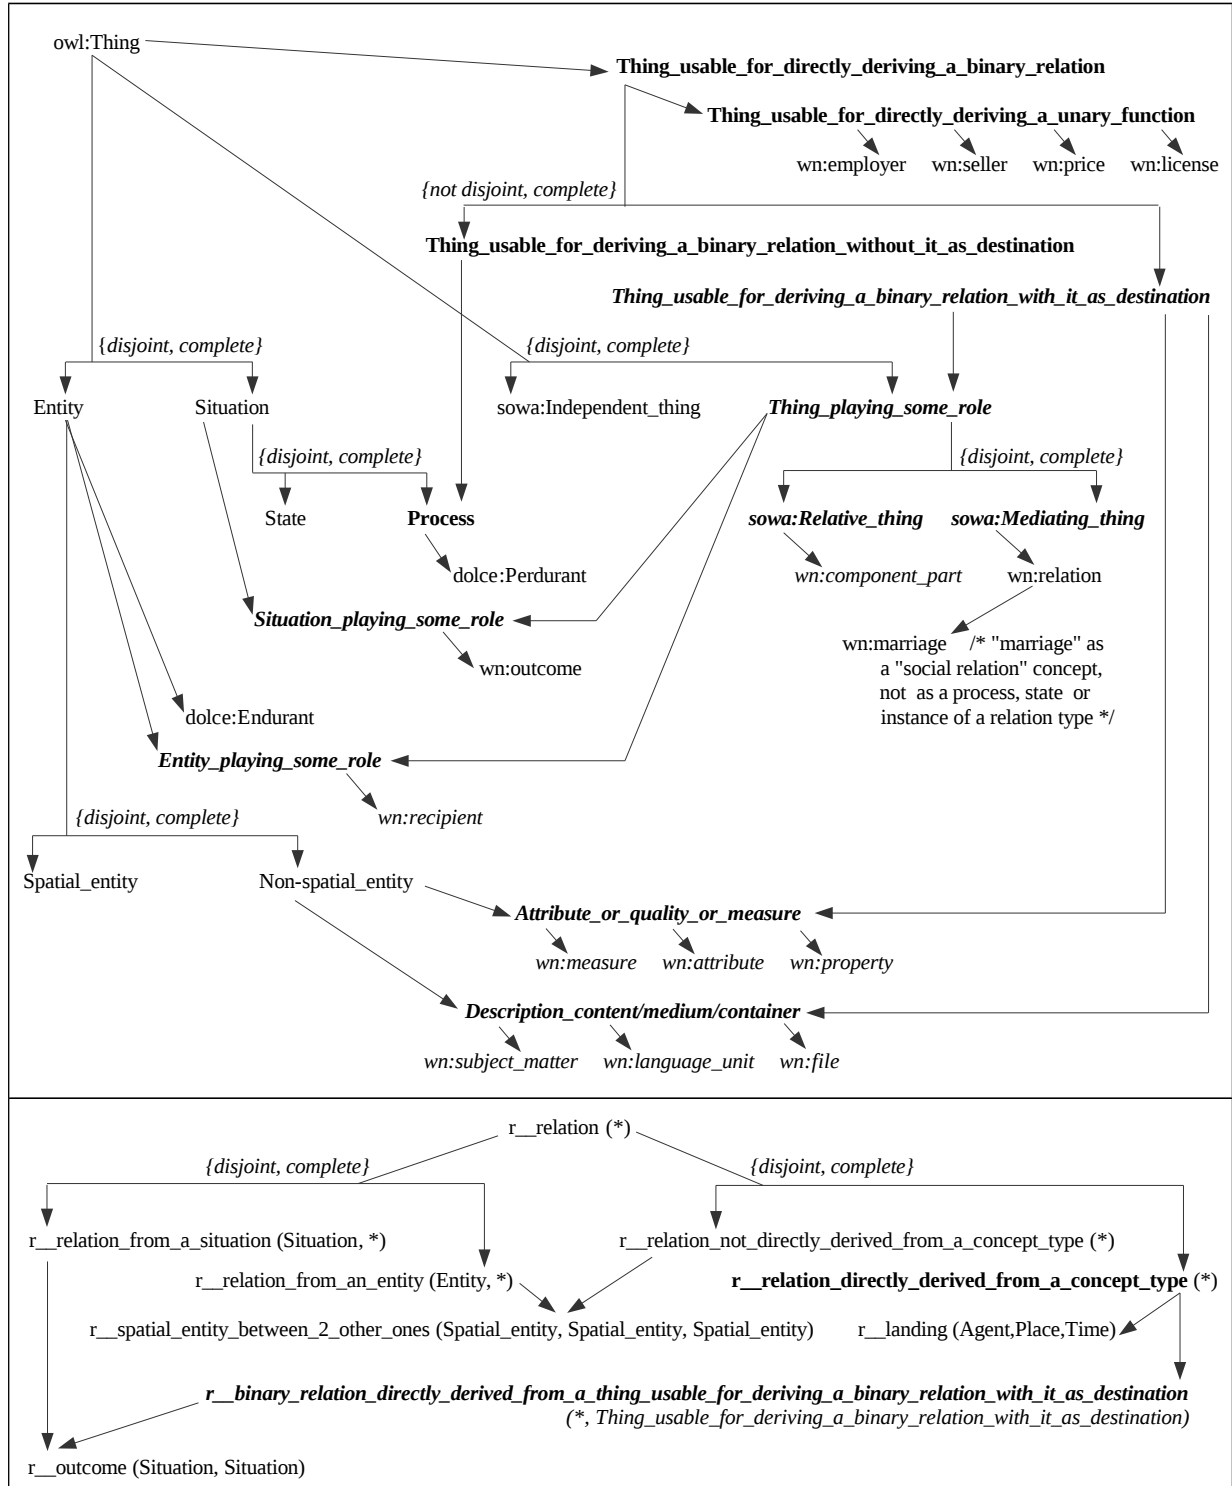 owl:Thing
Thing_usable_for_directly_deriving_a_binary_relation
Thing_usable_for_directly_deriving_a_unary_function
wn:employer wn:seller wn:price wn:license
{not disjoint, complete}
Thing_usable_for_deriving_a_binary_relation_without_it_as_destination
Thing_usable_for_deriving_a_binary_relation_with_it_as_destination
{disjoint, complete} {disjoint, complete}
Entity Situation sowa:Independent_thing Thing_playing_some_role
{disjoint, complete} {disjoint, complete}
State Process sowa:Relative_thing sowa:Mediating_thing
dolce:Perdurant wn:component_part wn:relation
Situation_playing_some_role
wn:marriage /* "marriage" as
a "social relation" concept,
not as a process, state or
instance of a relation type */
wn:outcome
dolce:Endurant
Entity_playing_some_role
{disjoint, complete} wn:recipient
Spatial_entity Non-spatial_entity
Attribute_or_quality_or_measure
wn:measure wn:attribute wn:property
Description_content/medium/container
wn:subject_matter wn:language_unit wn:file
r__relation (*)
{disjoint, complete} {disjoint, complete}
r__relation_from_a_situation (Situation, *) r__relation_not_directly_derived_from_a_concept_type (*)
r__relation_from_an_entity (Entity, *) r__relation_directly_derived_from_a_concept_type (*)
r__spatial_entity_between_2_other_ones (Spatial_entity, Spatial_entity, Spatial_entity) r__landing (Agent,Place,Time)
r__binary_relation_directly_derived_from_a_thing_usable_for_deriving_a_binary_relation_with_it_as_destination
(*, Thing_usable_for_deriving_a_binary_relation_with_it_as_destination)
r__outcome (Situation, Situation)